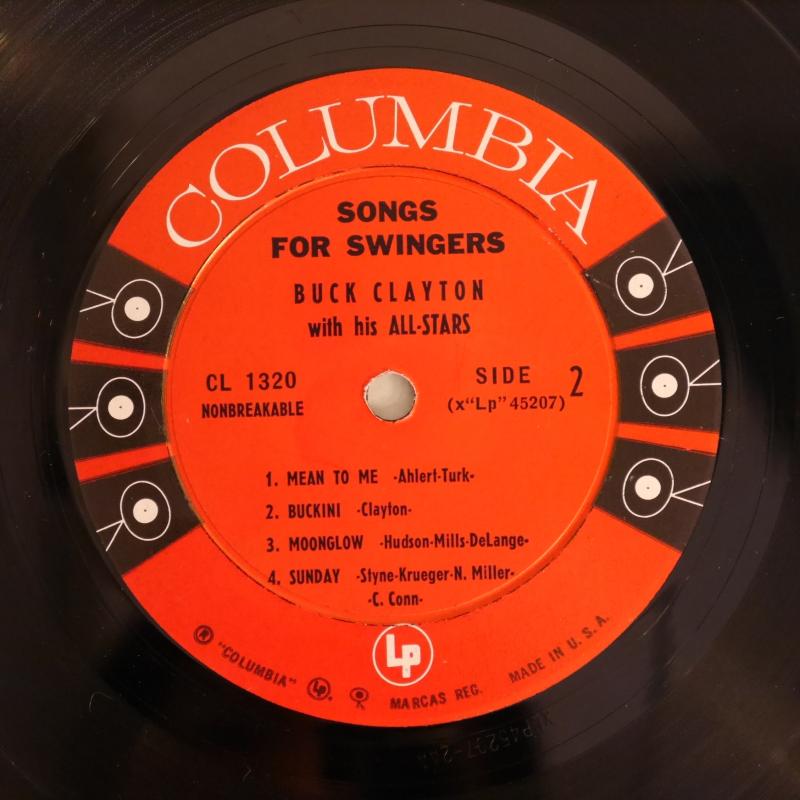 COLUMBIA
SONGS
FOR SWINGERS
BUCK CLAYTON
with his ALL-STARS
CL 1320
NONBREAKABLE
SIDE 2
(x"Lp" 45207)
1. MEAN TO ME -Ahlert-Turk-
2. BUCKINI -Clayton-
3. MOONGLOW -Hudson-Mills-DeLange-
4. SUNDAY -Styne-Krueger-N. Miller-
-C. Conn-
Lp
® "COLUMBIA" Lp. MARCAS REG. MADE IN U. S. A.